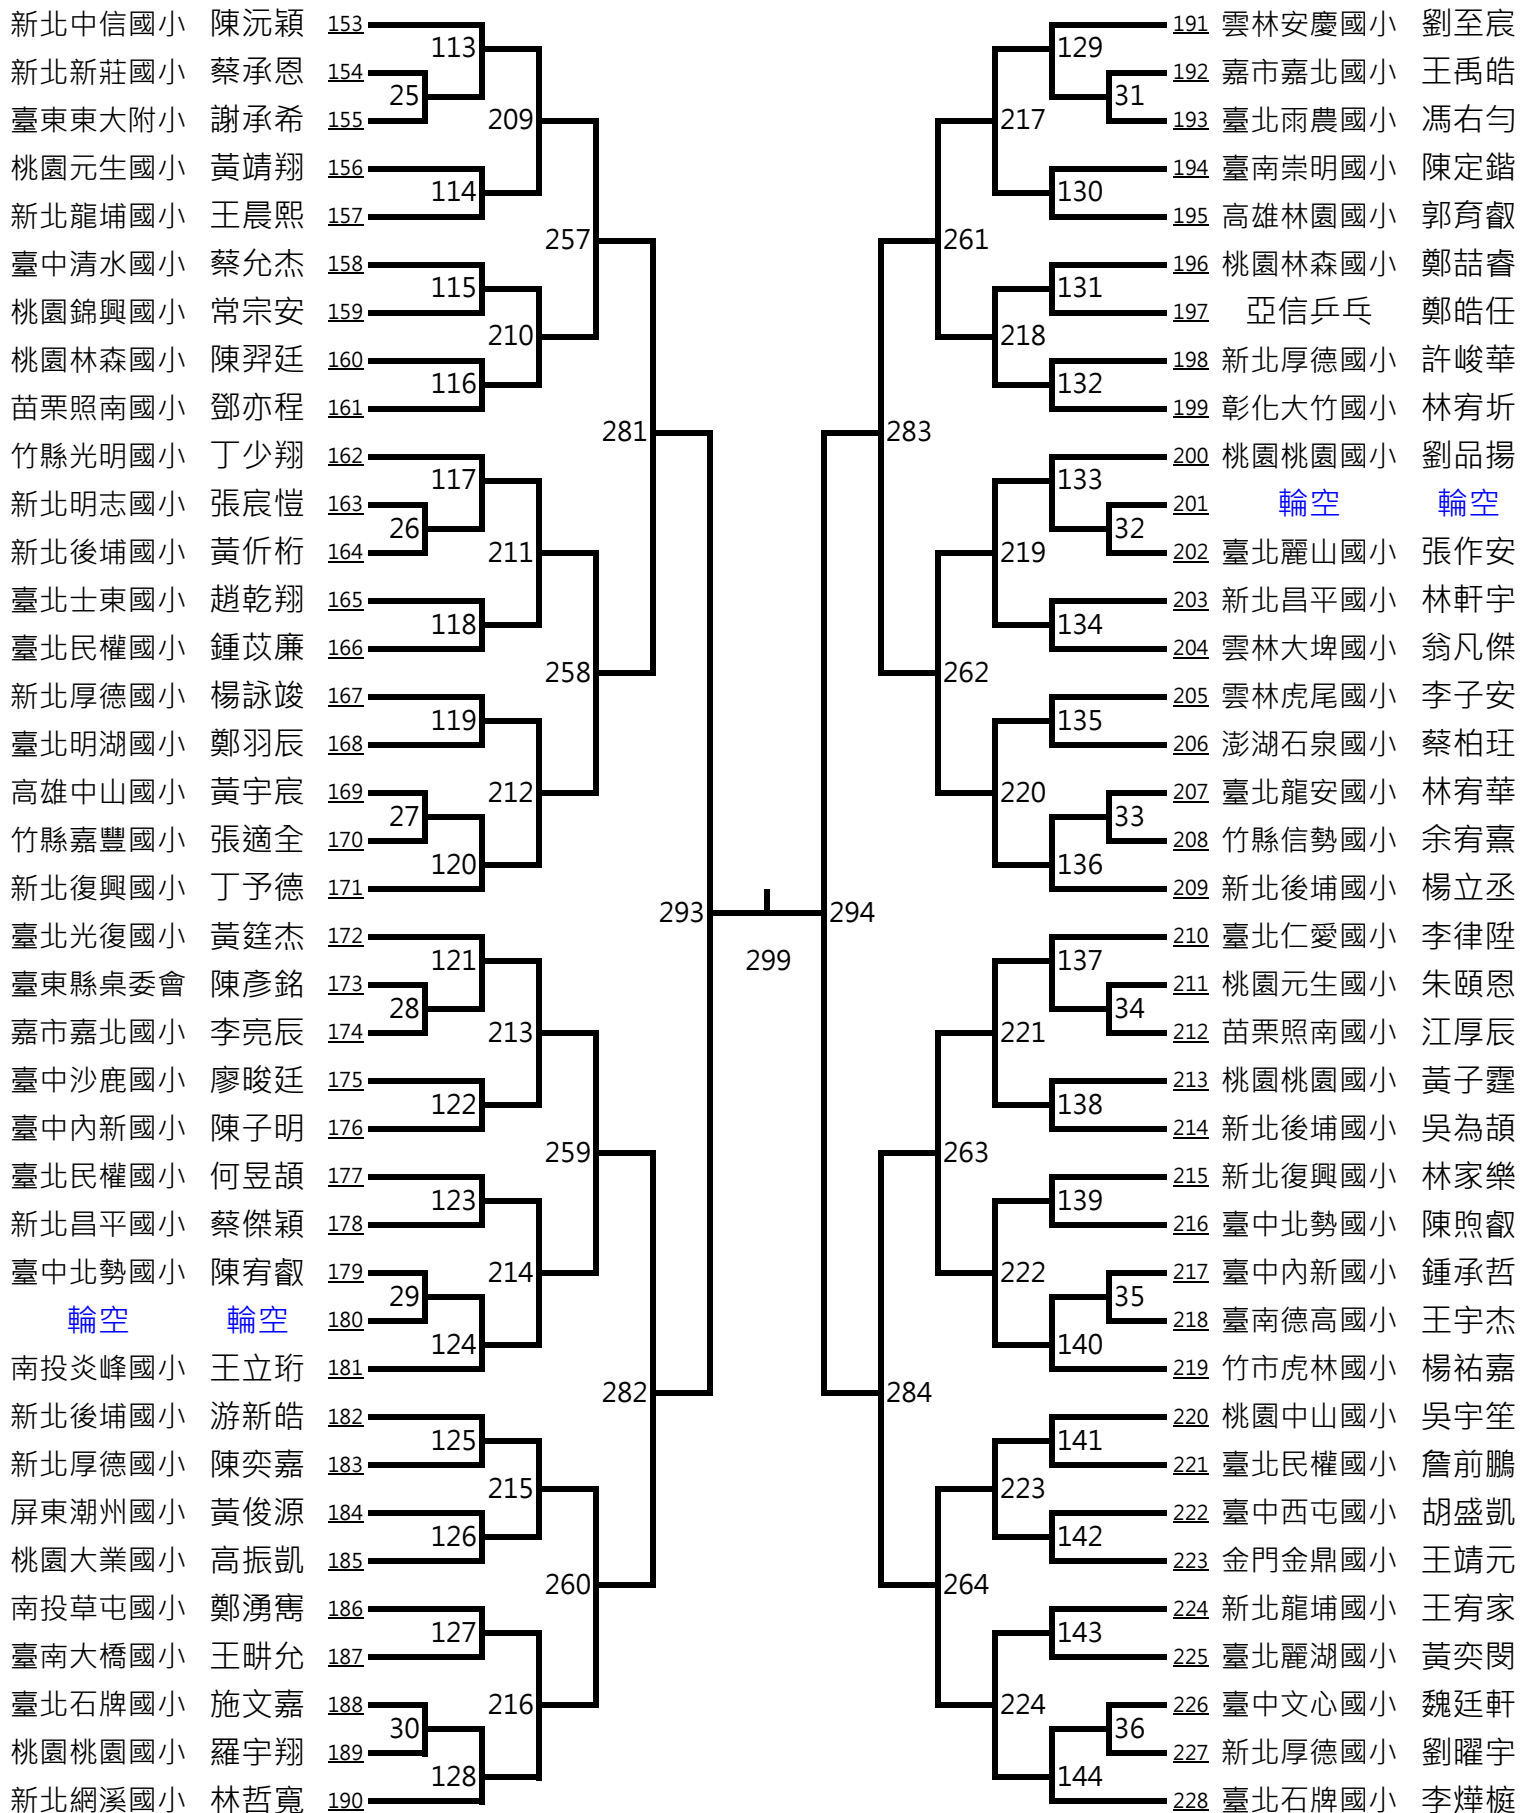 新北中信國小 陳沅穎 153
新北新莊國小 蔡承恩 154
臺東東大附小 謝承希 155
桃園元生國小 黃靖翔 156
新北龍埔國小 王晨熙 157
臺中清水國小 蔡允杰 158
桃園錦興國小 常宗安 159
桃園林森國小 陳羿廷 160
苗栗照南國小 鄧亦程 161
竹縣光明國小 丁少翔 162
新北明志國小 張宸愷 163
新北後埔國小 黃伒桁 164
臺北士東國小 趙乾翔 165
臺北民權國小 鍾苡廉 166
新北厚德國小 楊詠竣 167
臺北明湖國小 鄭羽辰 168
高雄中山國小 黃宇宸 169
竹縣嘉豐國小 張適全 170
新北復興國小 丁予德 171
臺北光復國小 黃筳杰 172
臺東縣桌委會 陳彥銘 173
嘉市嘉北國小 李亮辰 174
臺中沙鹿國小 廖晙廷 175
臺中內新國小 陳子明 176
臺北民權國小 何昱頡 177
新北昌平國小 蔡傑穎 178
臺中北勢國小 陳宥叡 179
輪空 輪空 180
南投炎峰國小 王立珩 181
新北後埔國小 游新皓 182
新北厚德國小 陳奕嘉 183
屏東潮州國小 黃俊源 184
桃園大業國小 高振凱 185
南投草屯國小 鄭湧寯 186
臺南大橋國小 王畊允 187
臺北石牌國小 施文嘉 188
桃園桃園國小 羅宇翔 189
新北網溪國小 林哲寬 190
113
25
209
114
257
115
210
116
281
117
26
211
118
258
119
27
212
120
293
121
28
213
122
259
123
29
214
124
282
125
215
126
260
127
30
216
128
299
294
129
31
217
130
261
131
218
132
283
133
32
219
134
262
135
33
220
136
137
34
221
138
263
139
35
222
140
284
141
223
142
264
143
36
224
144
191 雲林安慶國小 劉至宸
192 嘉市嘉北國小 王禹皓
193 臺北雨農國小 馮右勻
194 臺南崇明國小 陳定鍇
195 高雄林園國小 郭育叡
196 桃園林森國小 鄭喆睿
197 亞信乒乓 鄭皓任
198 新北厚德國小 許峻華
199 彰化大竹國小 林宥圻
200 桃園桃園國小 劉品揚
201 輪空 輪空
202 臺北麗山國小 張作安
203 新北昌平國小 林軒宇
204 雲林大埤國小 翁凡傑
205 雲林虎尾國小 李子安
206 澎湖石泉國小 蔡柏玨
207 臺北龍安國小 林宥華
208 竹縣信勢國小 余宥熹
209 新北後埔國小 楊立丞
210 臺北仁愛國小 李律陞
211 桃園元生國小 朱頤恩
212 苗栗照南國小 江厚辰
213 桃園桃園國小 黃子霆
214 新北後埔國小 吳為頡
215 新北復興國小 林家樂
216 臺中北勢國小 陳煦叡
217 臺中內新國小 鍾承哲
218 臺南德高國小 王宇杰
219 竹市虎林國小 楊祐嘉
220 桃園中山國小 吳宇笙
221 臺北民權國小 詹前鵬
222 臺中西屯國小 胡盛凱
223 金門金鼎國小 王靖元
224 新北龍埔國小 王宥家
225 臺北麗湖國小 黃奕閔
226 臺中文心國小 魏廷軒
227 新北厚德國小 劉曜宇
228 臺北石牌國小 李燁梃